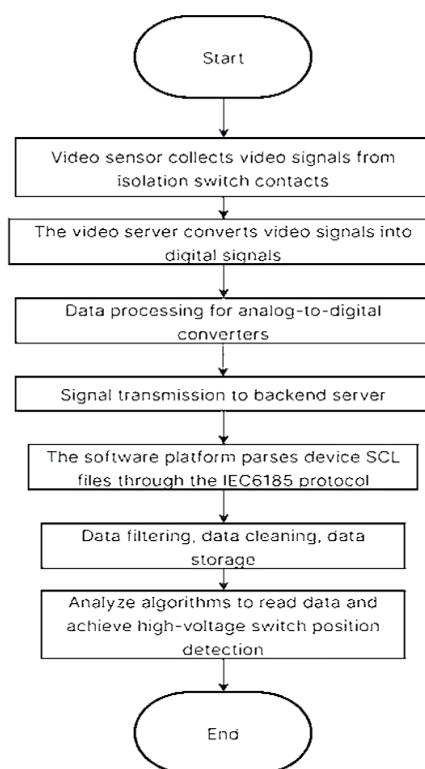 Start
Video sensor collects video signals from
isolation switch contacts
The video server converts video signals into
digital signals
Data processing for analog-to-digital
converters
Signal transmission to backend server
The software platform parses device SCL
files through the IEC6185 protocol
Data filtering, data cleaning, data
storage
Analyze algorithms to read data and
achieve high-voltage switch position
detection
End